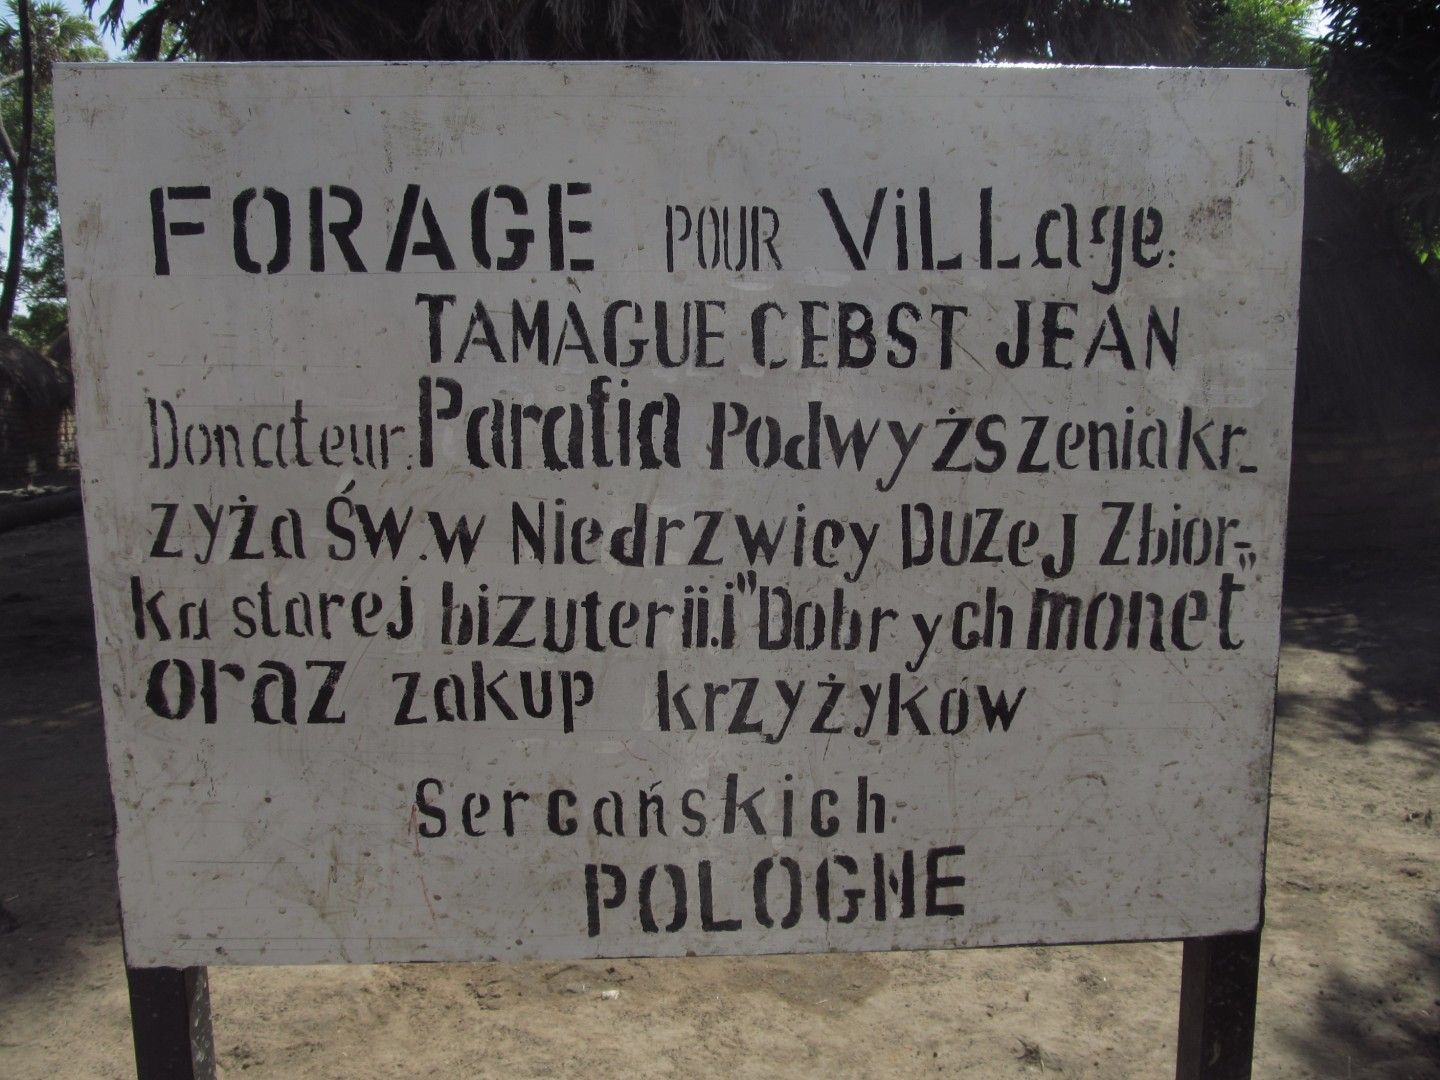 FORAGE POUR ViLLage:
TAMAGUE CEBST JEAN
Donateur: Parafia Podwyższenia kr-
zyża Św. w Niedrzwicy Dużej Zbior-
ka starej biżuterii.i "Dobrych monet"
oraz zakup krzyżyków
Sercańskich.
POLOGNE